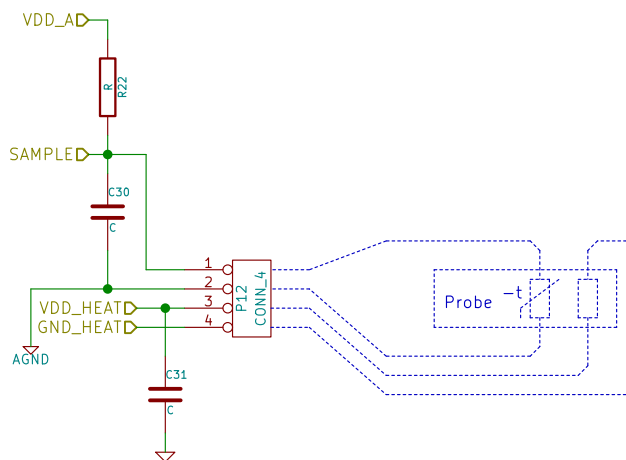 VDD_A
R
R22
SAMPLE
C30
C
1
2
VDD_HEAT
3
GND_HEAT
4
P12
CONN_4
Probe
-t
AGND
C31
C